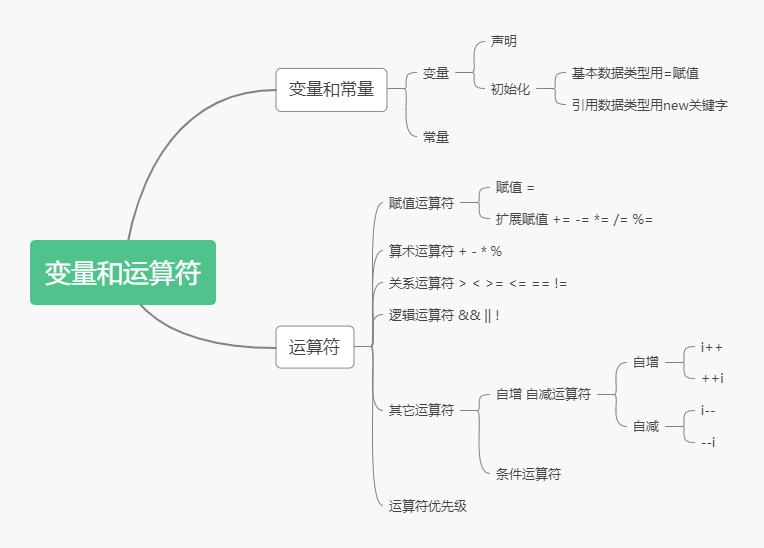 变量和运算符
变量和常量
变量
声明
初始化
基本数据类型用=赋值
引用数据类型用new关键字
常量
运算符
赋值运算符
赋值 =
扩展赋值 += -= *= /= %=
算术运算符 + - * %
关系运算符 > < >= <= == !=
逻辑运算符 && || !
其它运算符
自增 自减运算符
自增
i++
++i
自减
i--
--i
条件运算符
运算符优先级